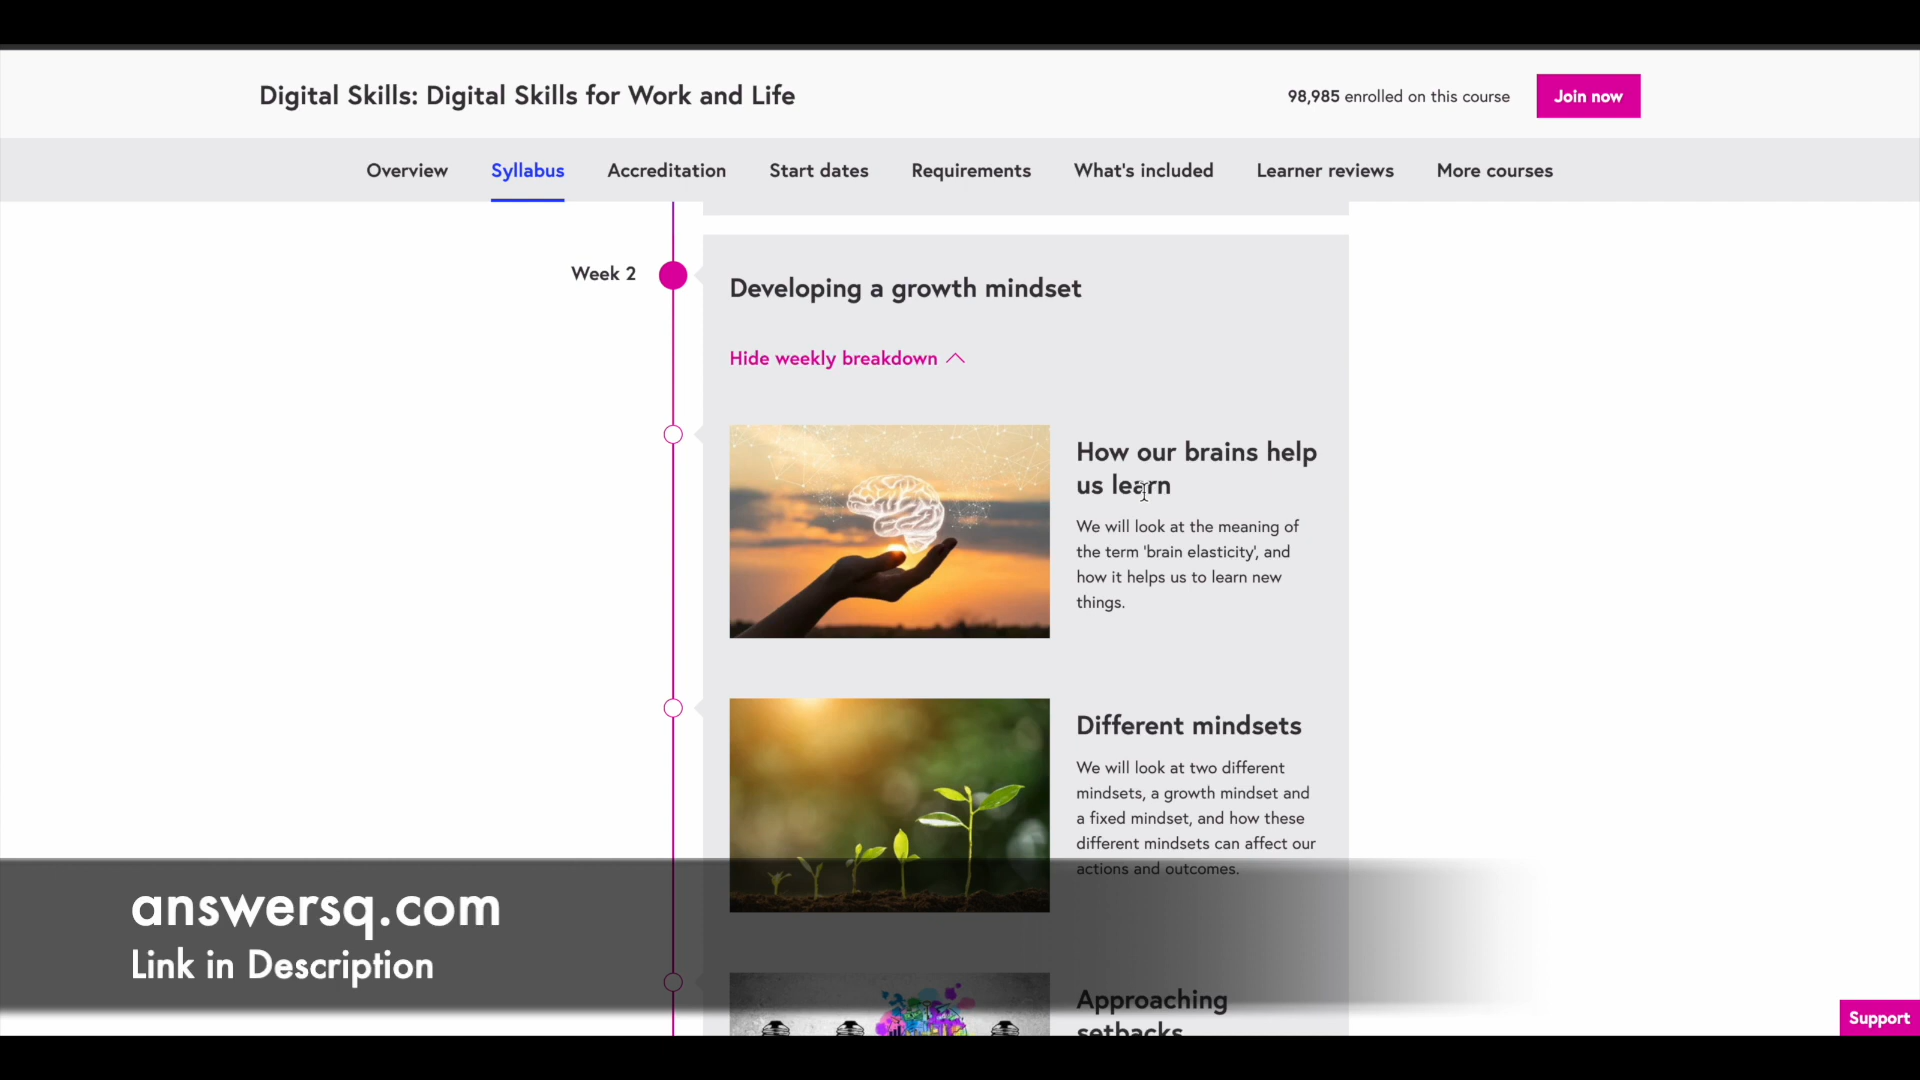 Digital Skills: Digital Skills for Work and Life
98,985 enrolled on this course
Join now
Overview
Syllabus
Accreditation
Start dates
Requirements
What's included
Learner reviews
More courses
Week 2
Developing a growth mindset
Hide weekly breakdown
How our brains help
us learn
We will look at the meaning of
the term 'brain elasticity', and
how it helps us to learn new
things.
Different mindsets
We will look at two different
mindsets, a growth mindset and
a fixed mindset, and how these
different mindsets can affect our
actions and outcomes.
answersq.com
Link in Description
Approaching
setbacks
Support